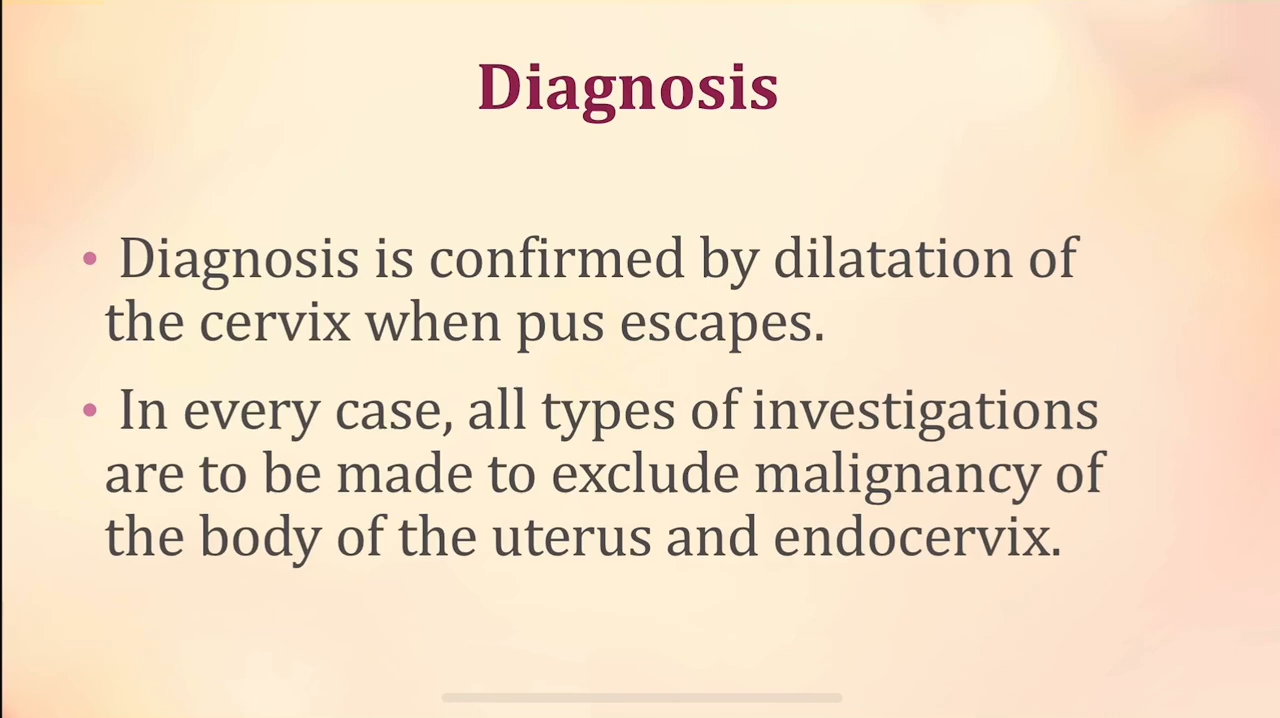 Diagnosis
• Diagnosis is confirmed by dilatation of
the cervix when pus escapes.
• In every case, all types of investigations
are to be made to exclude malignancy of
the body of the uterus and endocervix.